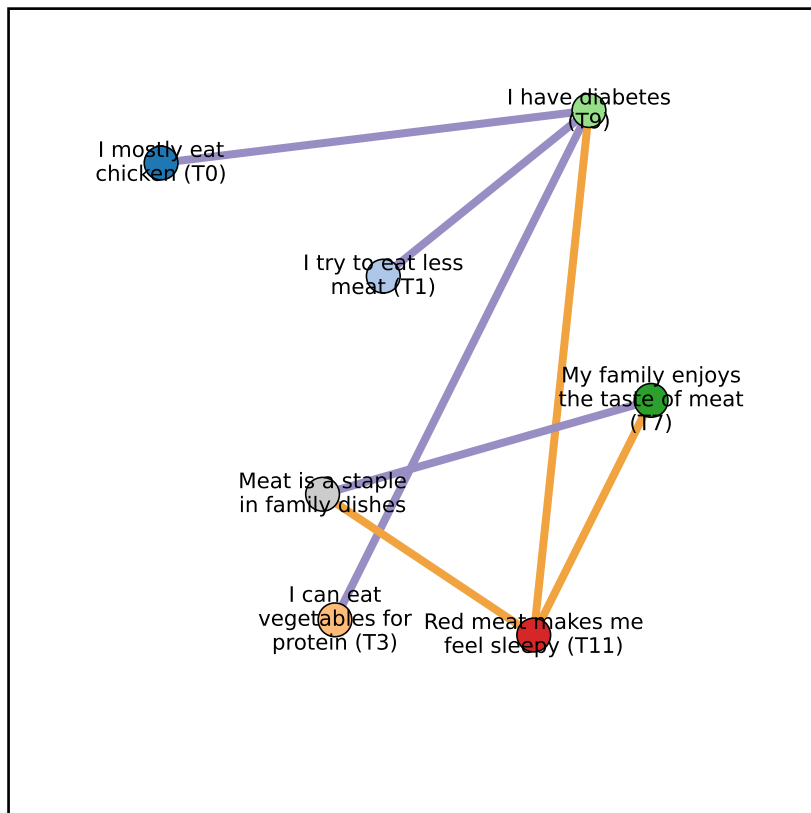 I have diabetes
(T9)
I mostly eat
chicken (T0)
I try to eat less
meat (T1)
My family enjoys
the taste of meat
(T7)
Meat is a staple
in family dishes
I can eat
vegetables for
protein (T3)
Red meat makes me
feel sleepy (T11)